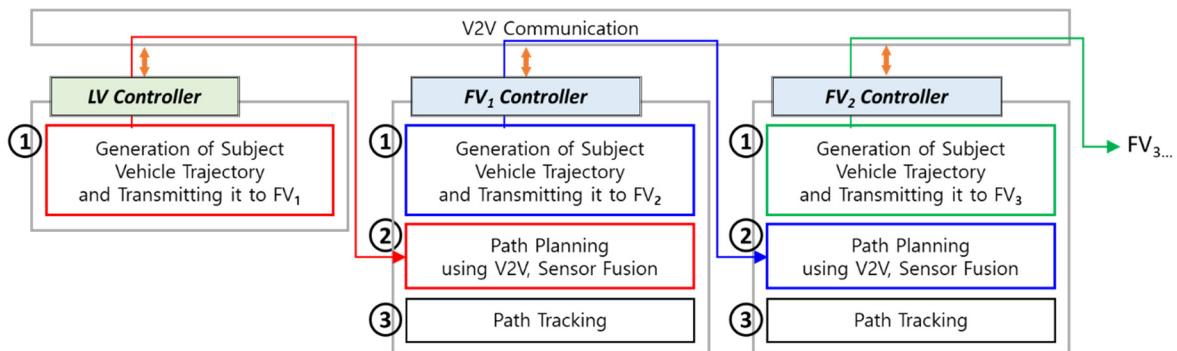 V2V Communication
LV Controller
1
Generation of Subject
Vehicle Trajectory
and Transmitting it to FV₁
FV₁ Controller
1
Generation of Subject
Vehicle Trajectory
and Transmitting it to FV₂
2
Path Planning
using V2V, Sensor Fusion
3
Path Tracking
FV₂ Controller
1
Generation of Subject
Vehicle Trajectory
and Transmitting it to FV₃
2
Path Planning
using V2V, Sensor Fusion
3
Path Tracking
FV₃...